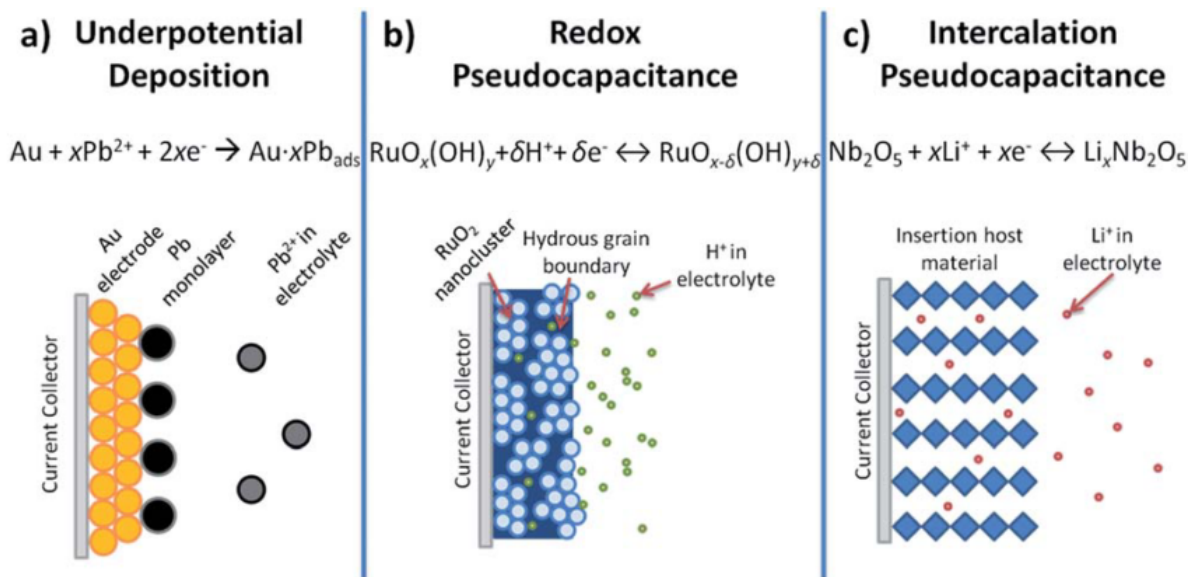 a) Underpotential
Deposition
Au + xPb²⁺ + 2xe⁻ → Au·xPb_ads
Au
electrode
Pb
monolayer
Pb²⁺ in
electrolyte
Current Collector
b) Redox
Pseudocapacitance
RuOₓ(OH)ᵧ+δH⁺+δe⁻ ↔ RuOₓ₋δ(OH)ᵧ₊δ
RuO₂
nanocluster
Hydrous grain
boundary
H⁺ in
electrolyte
Current Collector
c) Intercalation
Pseudocapacitance
Nb₂O₅ + xLi⁺ + xe⁻ ↔ LiₓNb₂O₅
Insertion host
material
Li⁺ in
electrolyte
Current Collector